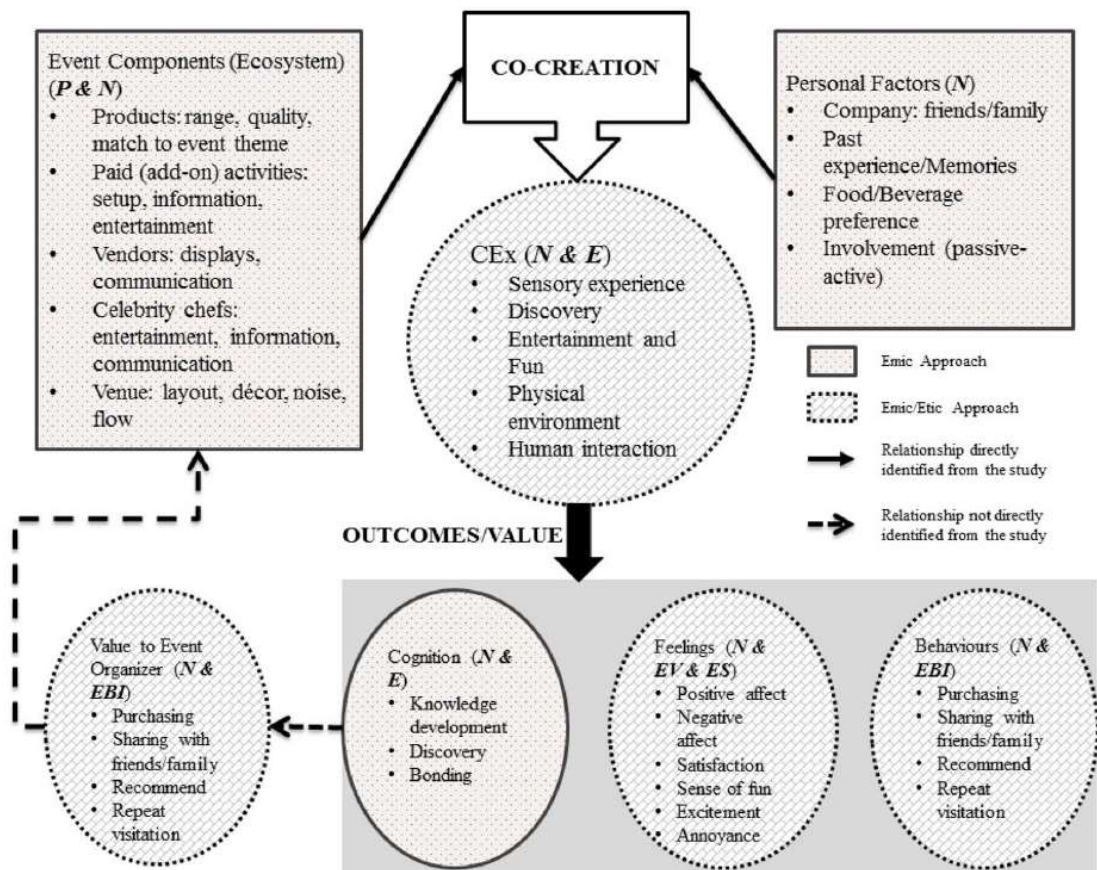 Event Components (Ecosystem)
(P & N)
• Products: range, quality,
match to event theme
• Paid (add-on) activities:
setup, information,
entertainment
• Vendors: displays,
communication
• Celebrity chefs:
entertainment, information,
communication
• Venue: layout, décor, noise,
flow
CO-CREATION
Personal Factors (N)
• Company: friends/family
• Past
experience/Memories
• Food/Beverage
preference
• Involvement (passive-
active)
CEx (N & E)
• Sensory experience
• Discovery
• Entertainment and
Fun
• Physical
environment
• Human interaction
Emic Approach
Emic/Etic Approach
Relationship directly
identified from the study
Relationship not directly
identified from the study
OUTCOMES/VALUE
Value to Event
Organizer (N &
EBI)
• Purchasing
• Sharing with
friends/family
• Recommend
• Repeat
visitation
Cognition (N &
E)
• Knowledge
development
• Discovery
• Bonding
Feelings (N &
EV & ES)
• Positive affect
• Negative
affect
• Satisfaction
• Sense of fun
• Excitement
• Annoyance
Behaviours (N &
EBI)
• Purchasing
• Sharing with
friends/family
• Recommend
• Repeat
visitation